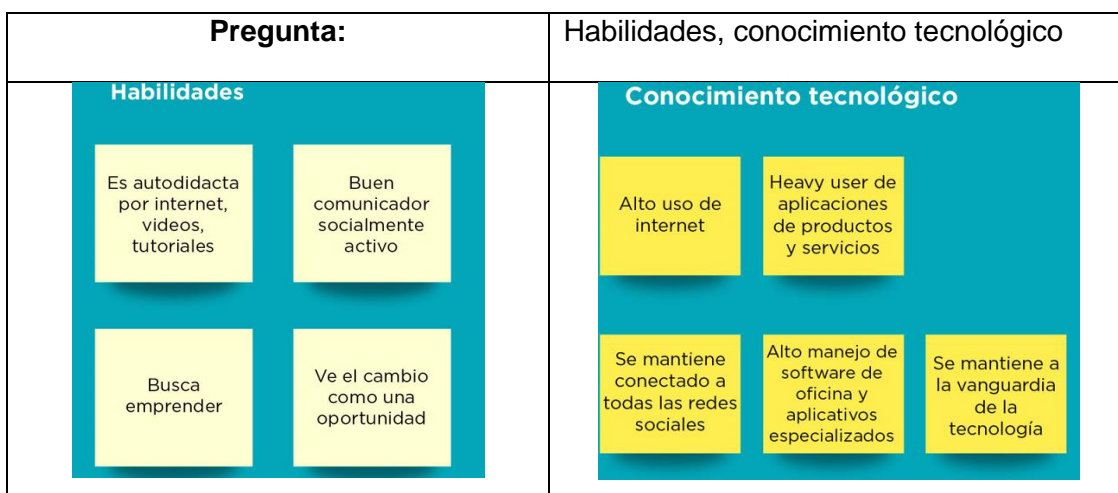 Pregunta:
Habilidades, conocimiento tecnológico
Habilidades
Es autodidacta
por internet,
videos,
tutoriales
Buen
comunicador
socialmente
activo
Busca
emprender
Ve el cambio
como una
oportunidad
Conocimiento tecnológico
Alto uso de
internet
Heavy user de
aplicaciones
de productos
y servicios
Se mantiene
conectado a
todas las redes
sociales
Alto manejo de
software de
oficina y
aplicativos
especializados
Se mantiene a
la vanguardia
de la
tecnología